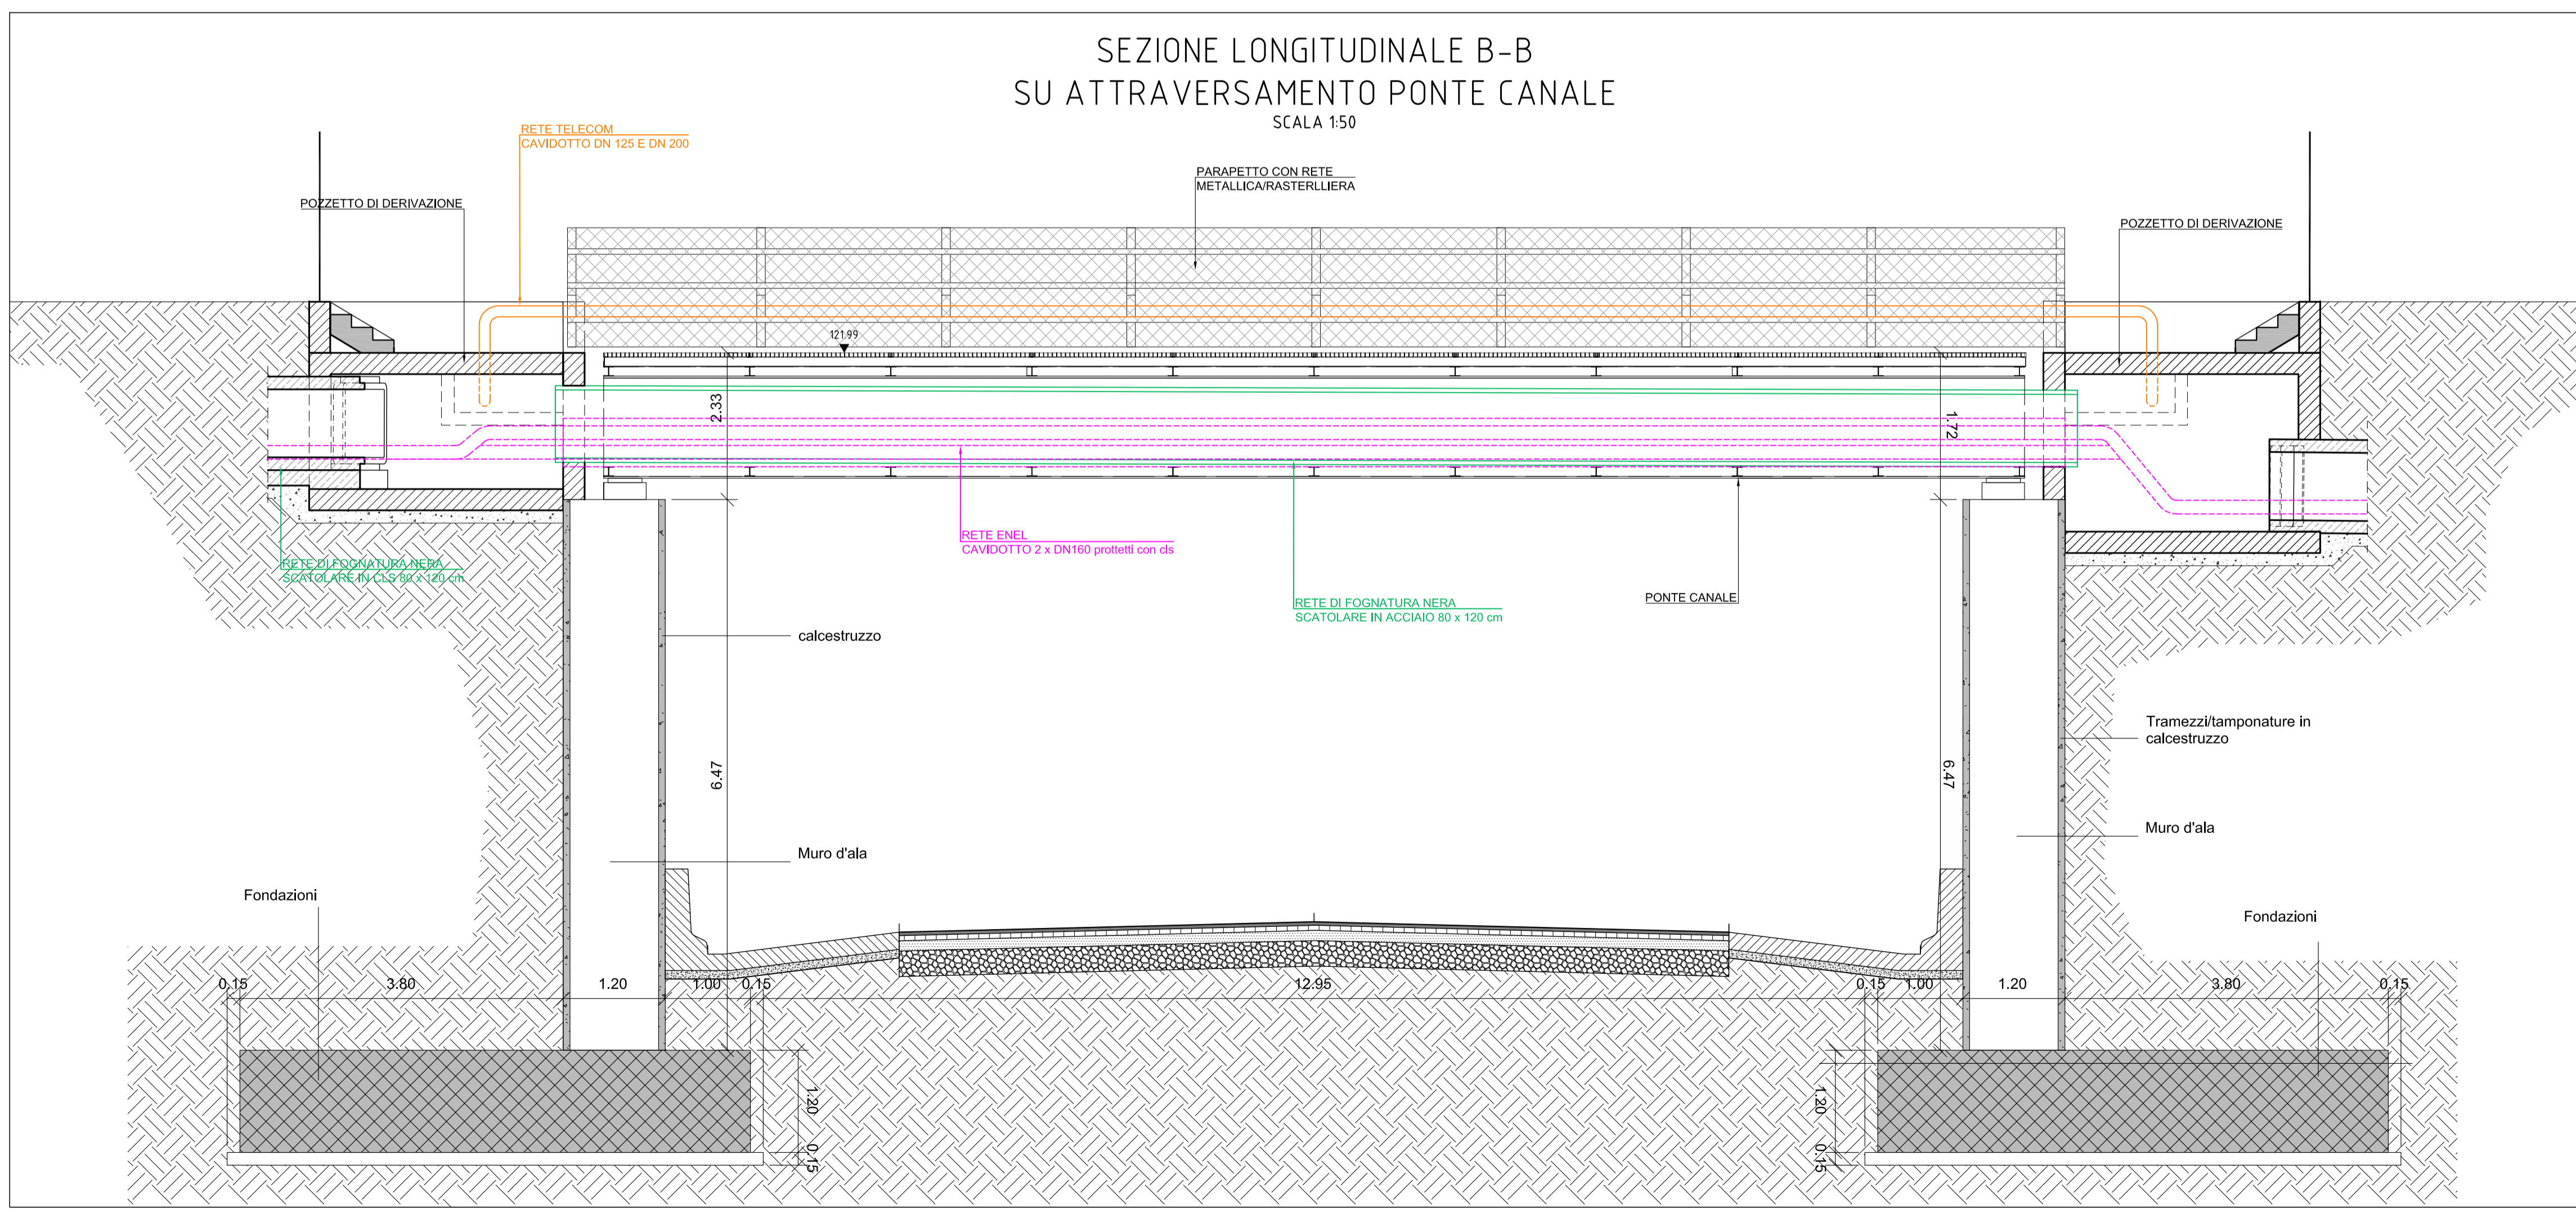 SEZIONE LONGITUDINALE B-B
SU ATTRAVERSAMENTO PONTE CANALE
SCALA 1:50
RETE TELECOM
CAVIDOTTO DN 125 E DN 200
PARAPETTO CON RETE
METALLICA/RASTERLLIERA
POZZETTO DI DERIVAZIONE
POZZETTO DI DERIVAZIONE
121.99
2.33
1.72
RETE ENEL
CAVIDOTTO 2 x DN160 prottetti con cls
RETE DI FOGNATURA NERA
SCATOLARE IN CLS 80 x 120 cm
RETE DI FOGNATURA NERA
SCATOLARE IN ACCIAIO 80 x 120 cm
PONTE CANALE
calcestruzzo
Tramezzi/tamponature in
calcestruzzo
6.47
6.47
Muro d'ala
Muro d'ala
Fondazioni
Fondazioni
0.15
3.80
1.20
1.00
0.15
12.95
0.15
1.00
1.20
3.80
0.15
1.20
0.15
1.20
0.15